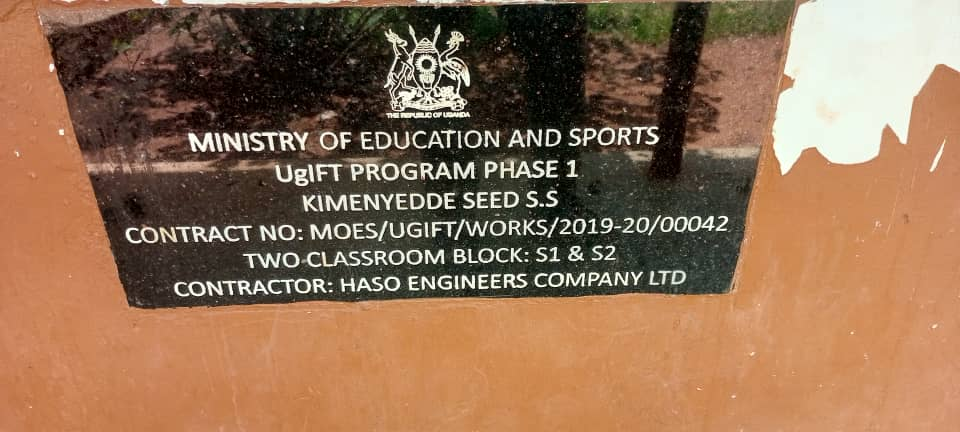 THE REPUBLIC OF UGANDA
MINISTRY OF EDUCATION AND SPORTS
UgIFT PROGRAM PHASE 1
KIMENYEDDE SEED S.S
CONTRACT NO: MOES/UGIFT/WORKS/2019-20/00042
TWO CLASSROOM BLOCK: S1 & S2
CONTRACTOR: HASO ENGINEERS COMPANY LTD